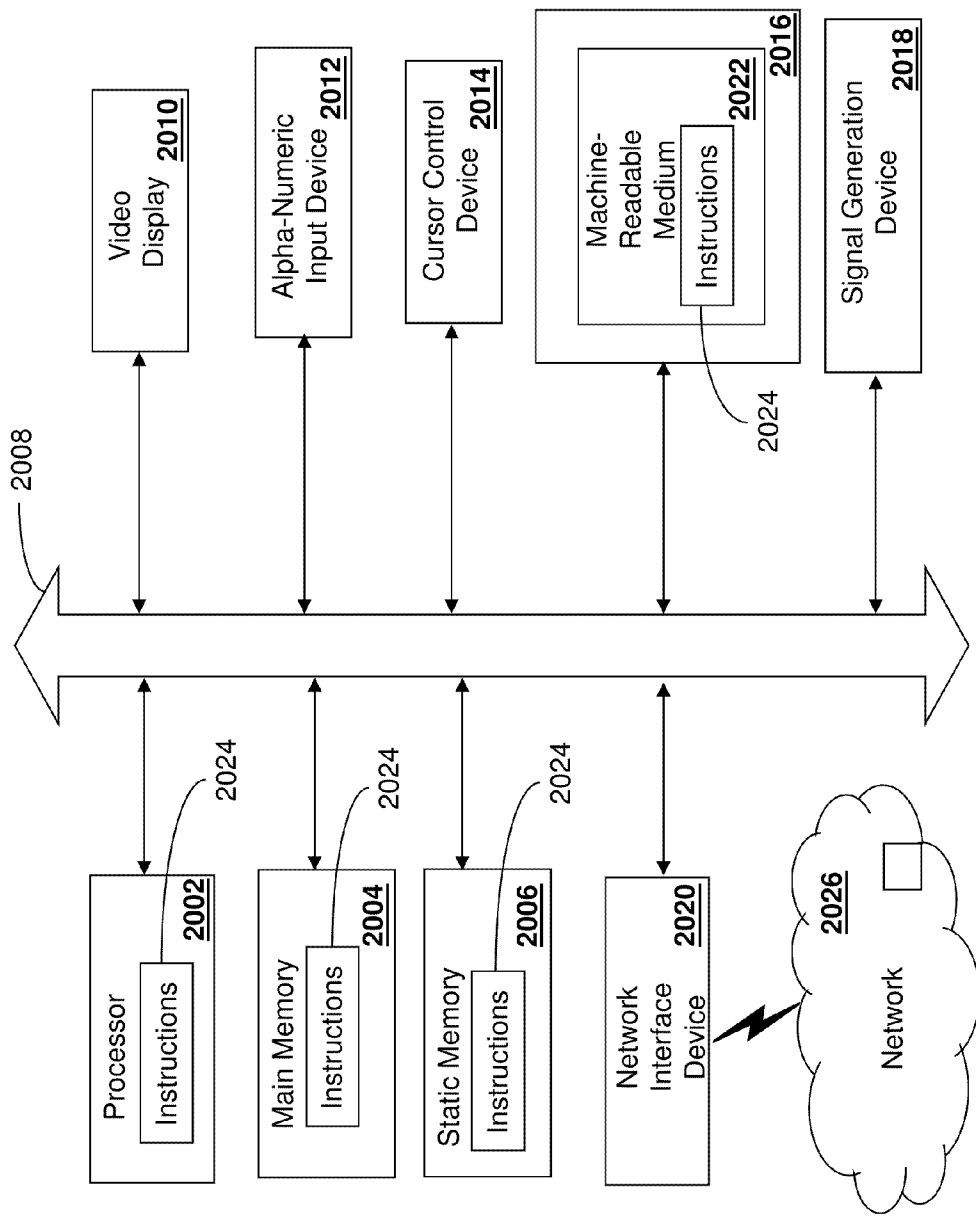 2008
Processor
Instructions
2002
2024
Main Memory
Instructions
2004
2024
Static Memory
Instructions
2006
2024
Network
Interface
Device
2020
Network
2026
Video
Display
2010
Alpha-Numeric
Input Device
2012
Cursor Control
Device
2014
Machine-
Readable
Medium
2022
Instructions
2016
2024
Signal Generation
Device
2018